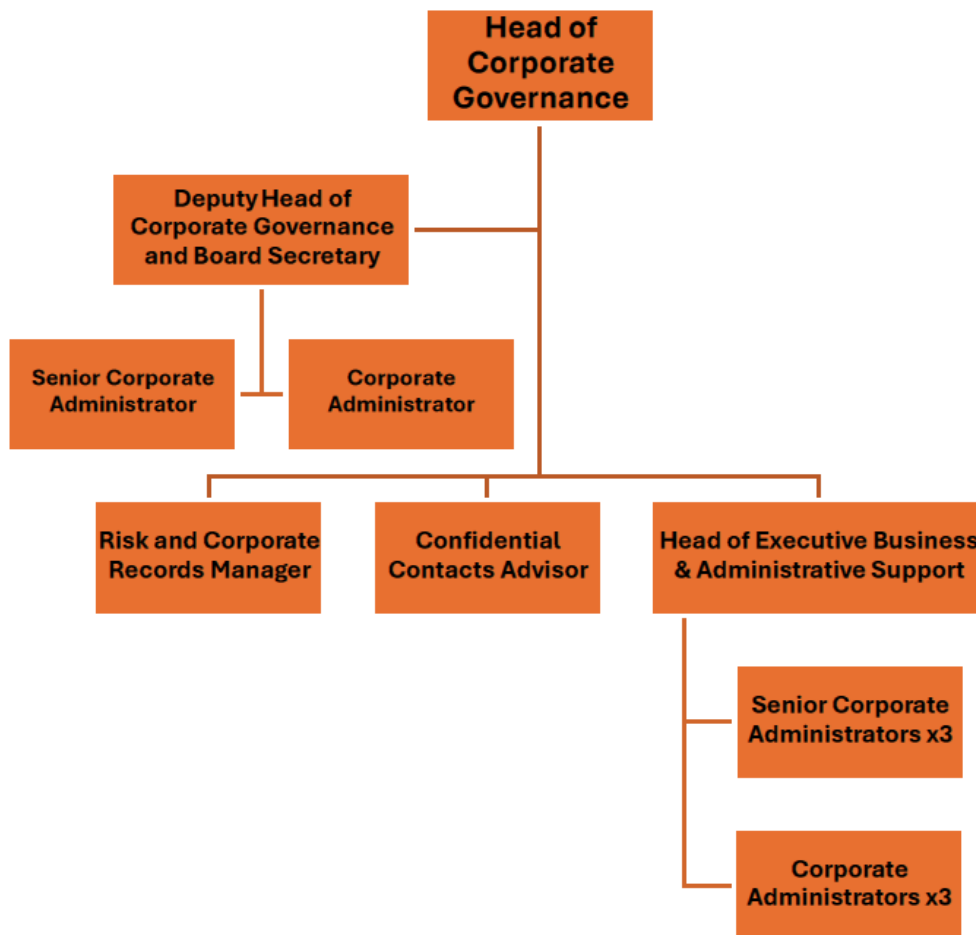 Head of
Corporate
Governance
Deputy Head of
Corporate Governance
and Board Secretary
Senior Corporate
Administrator
Corporate
Administrator
Risk and Corporate
Records Manager
Confidential
Contacts Advisor
Head of Executive Business
& Administrative Support
Senior Corporate
Administrators x3
Corporate
Administrators x3